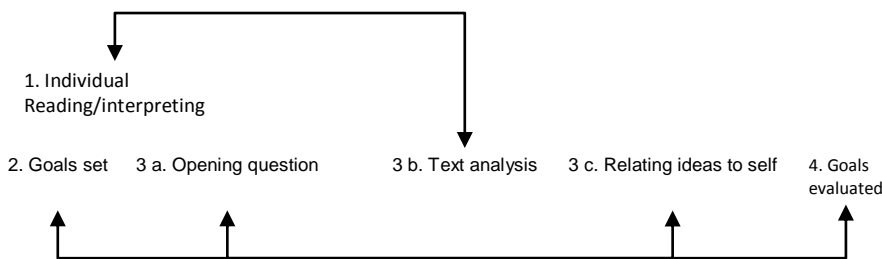 1. Individual
Reading/interpreting
2. Goals set
3 a. Opening question
3 b. Text analysis
3 c. Relating ideas to self
4. Goals
evaluated